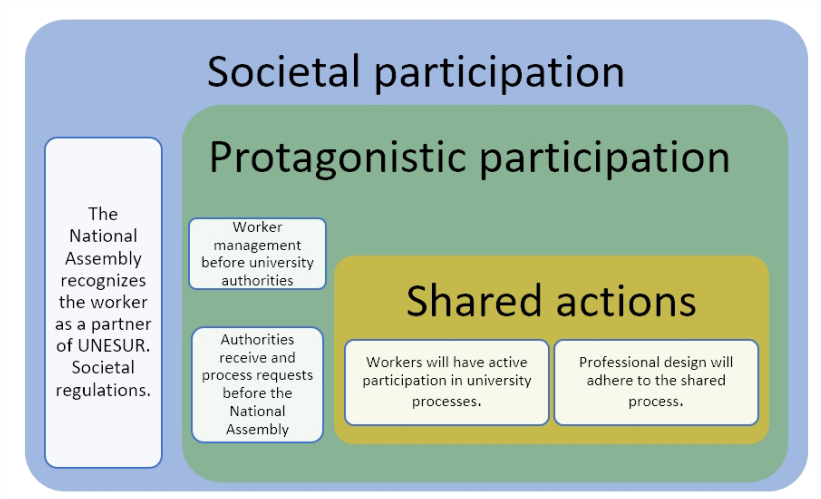 Societal participation
Protagonistic participation
The
National
Assembly
recognizes
the worker
as a partner
of UNESUR.
Societal
regulations.
Worker
management
before university
authorities
Authorities
receive and
process requests
before the
National
Assembly
Shared actions
Workers will have active
participation in university
processes.
Professional design will
adhere to the shared
process.